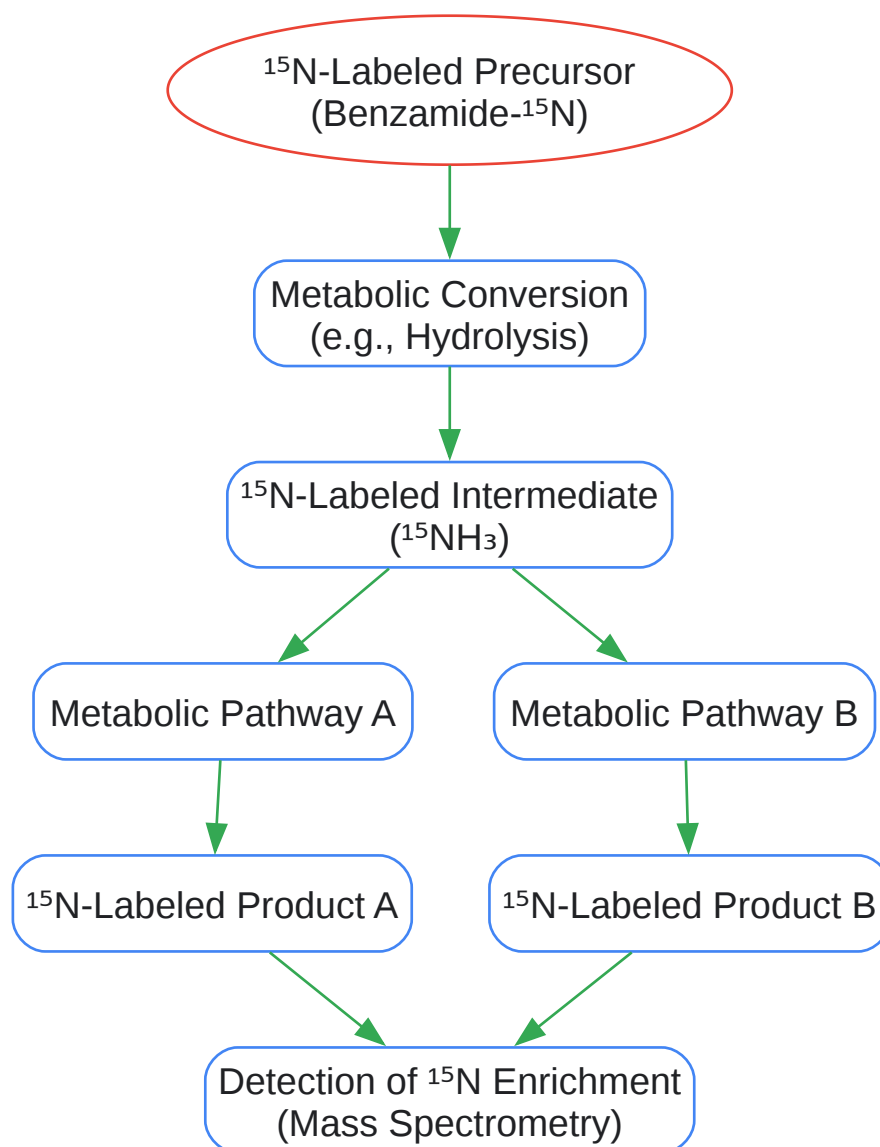 ¹⁵N-Labeled Precursor
(Benzamide-¹⁵N)
Metabolic Conversion
(e.g., Hydrolysis)
¹⁵N-Labeled Intermediate
(¹⁵NH₃)
Metabolic Pathway A
Metabolic Pathway B
¹⁵N-Labeled Product A
¹⁵N-Labeled Product B
Detection of ¹⁵N Enrichment
(Mass Spectrometry)